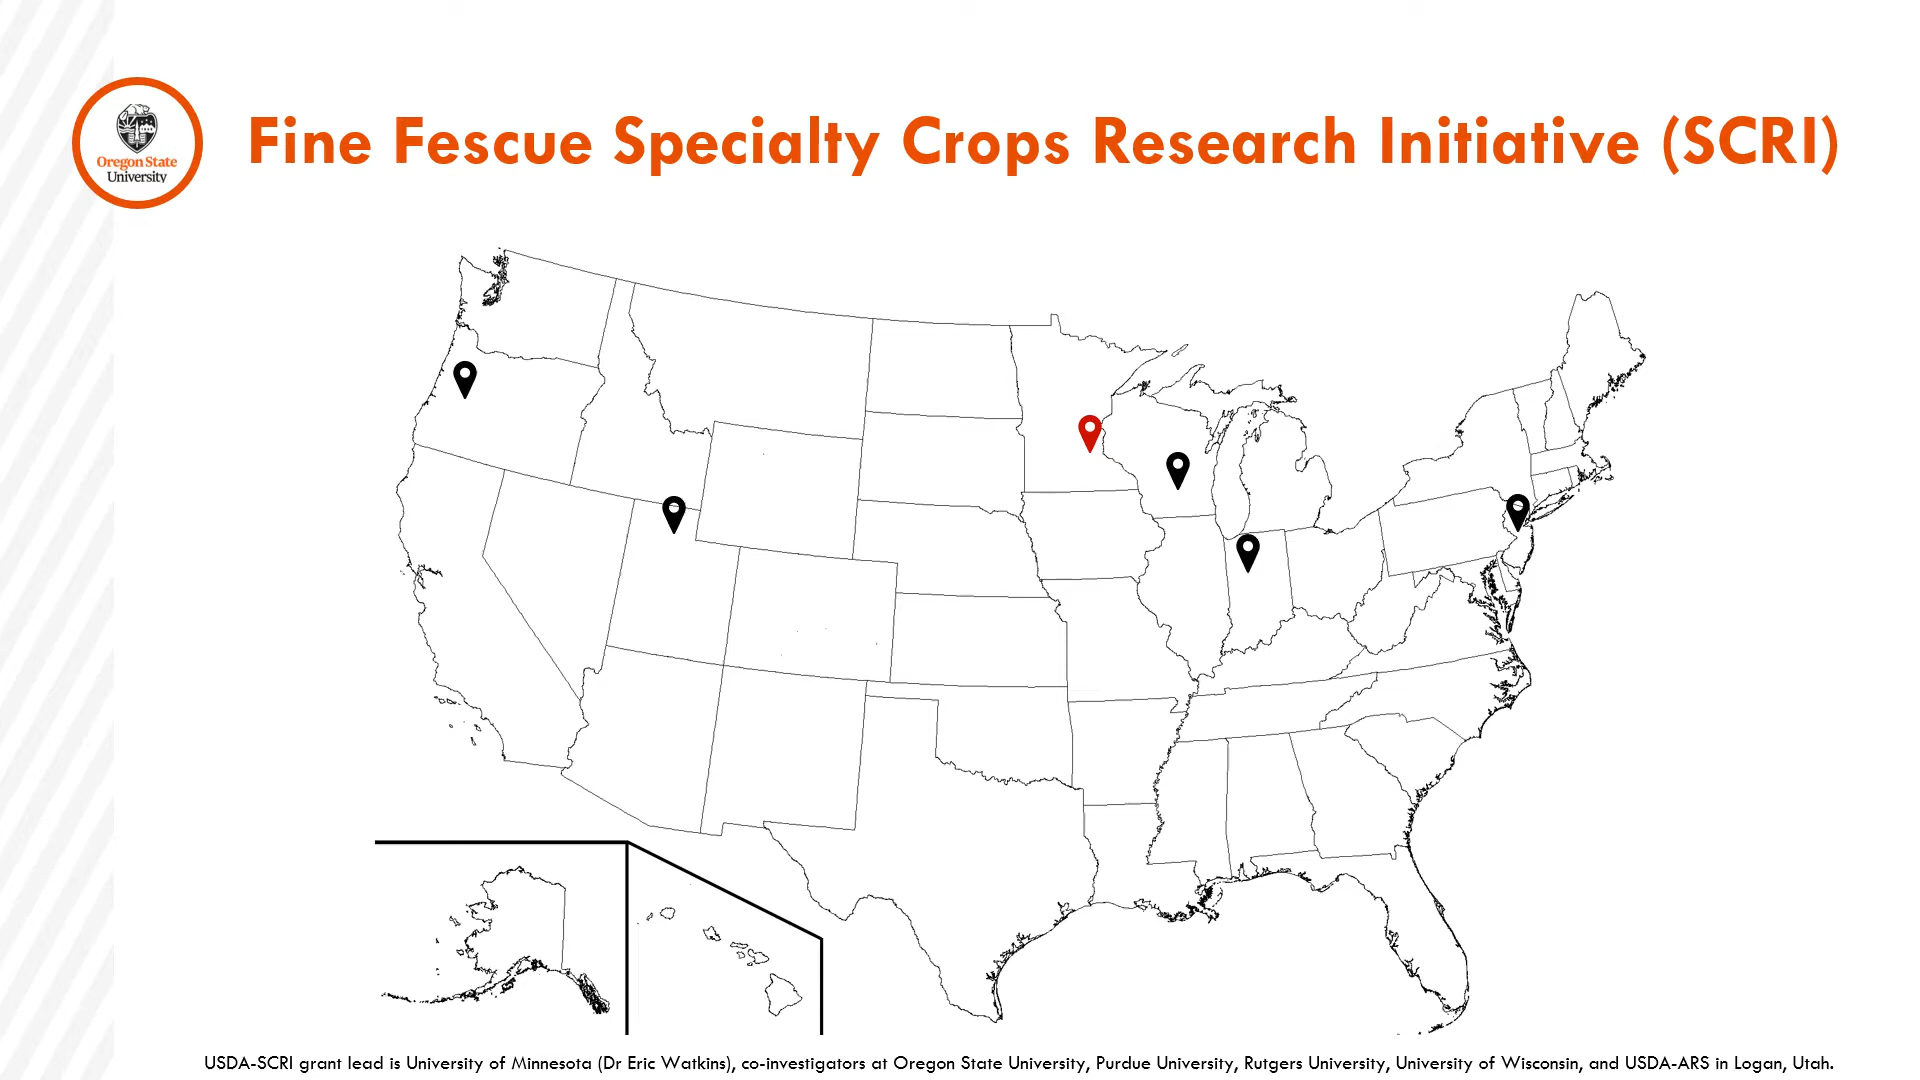 Oregon State
University
Fine Fescue Specialty Crops Research Initiative (SCRI)
USDA-SCRI grant lead is University of Minnesota (Dr Eric Watkins), co-investigators at Oregon State University, Purdue University, Rutgers University, University of Wisconsin, and USDA-ARS in Logan, Utah.